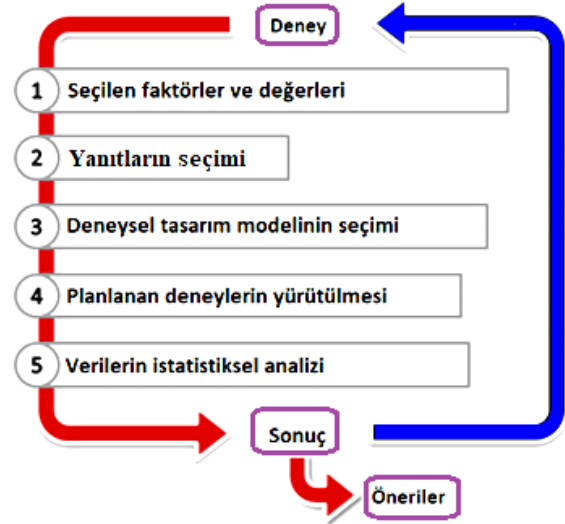 Deney
1 Seçilen faktörler ve değerleri
2 Yanıtların seçimi
3 Deneysel tasarım modelinin seçimi
4 Planlanan deneylerin yürütülmesi
5 Verilerin istatistiksel analizi
Sonuç
Öneriler